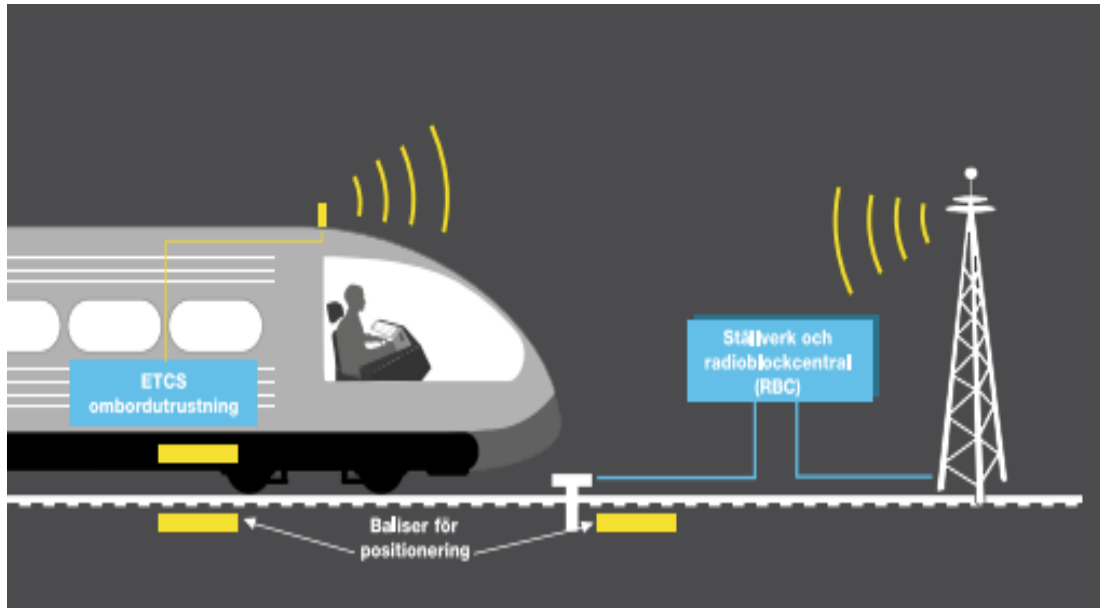 Ställverk och
radioblockcentral
(RBC)
ETCS
ombordutrustning
Baliser för
positionering